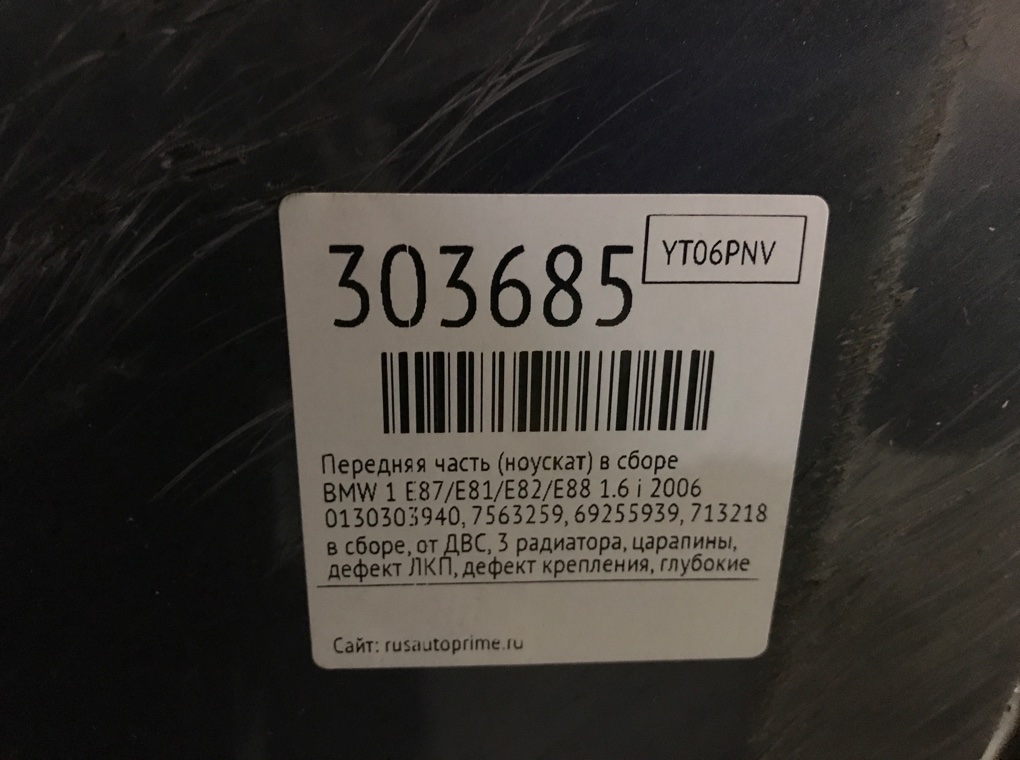 303685
YT06PNV
Передняя часть (ноускат) в сборе
BMW 1 E87/E81/E82/E88 1.6 i 2006
0130303940, 7563259, 69255939, 713218
в сборе, от ДВС, 3 радиатора, царапины,
дефект ЛКП, дефект крепления, глубокие
Сайт: rusautoprime.ru